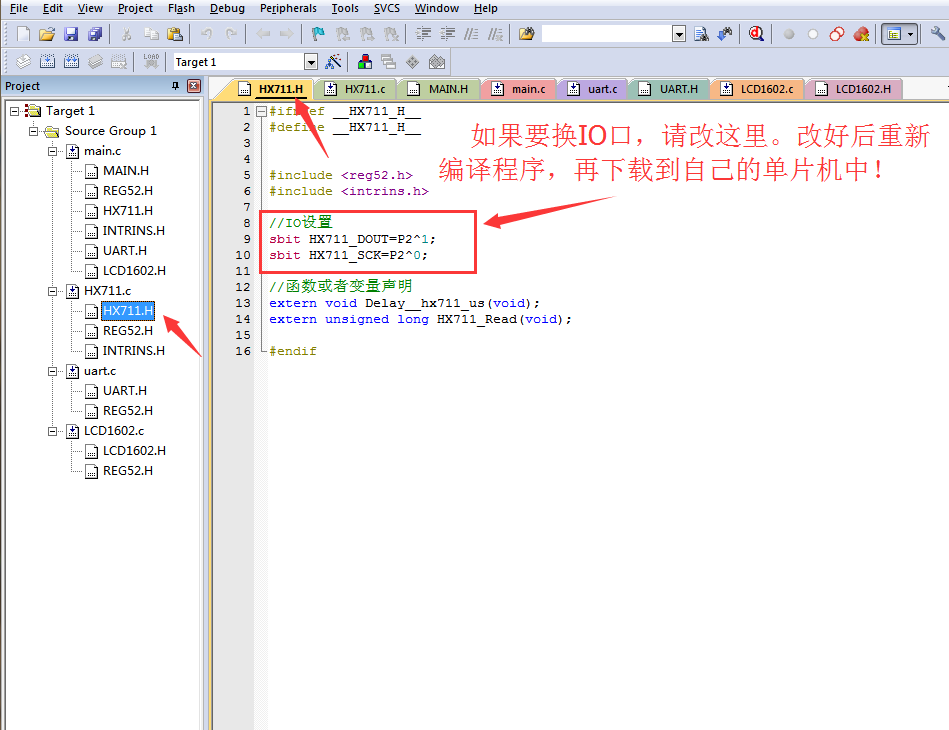 File Edit View Project Flash Debug Peripherals Tools SVCS Window Help
LOAD
Target 1
Project
HX711.H HX711.c MAIN.H main.c uart.c UART.H LCD1602.c LCD1602.H
Target 1
Source Group 1
main.c
MAIN.H
REG52.H
HX711.H
INTRINS.H
UART.H
LCD1602.H
HX711.c
HX711.H
REG52.H
INTRINS.H
uart.c
UART.H
REG52.H
LCD1602.c
LCD1602.H
REG52.H
1 #ifndef __HX711_H__
2 #define __HX711_H__
3
4
5 #include <reg52.h>
6 #include <intrins.h>
7
8 //IO设置
9 sbit HX711_DOUT=P2^1;
10 sbit HX711_SCK=P2^0;
11
12 //函数或者变量声明
13 extern void Delay__hx711_us(void);
14 extern unsigned long HX711_Read(void);
15
16 #endif
如果要换IO口，请改这里。改好后重新
编译程序，再下载到自己的单片机中！